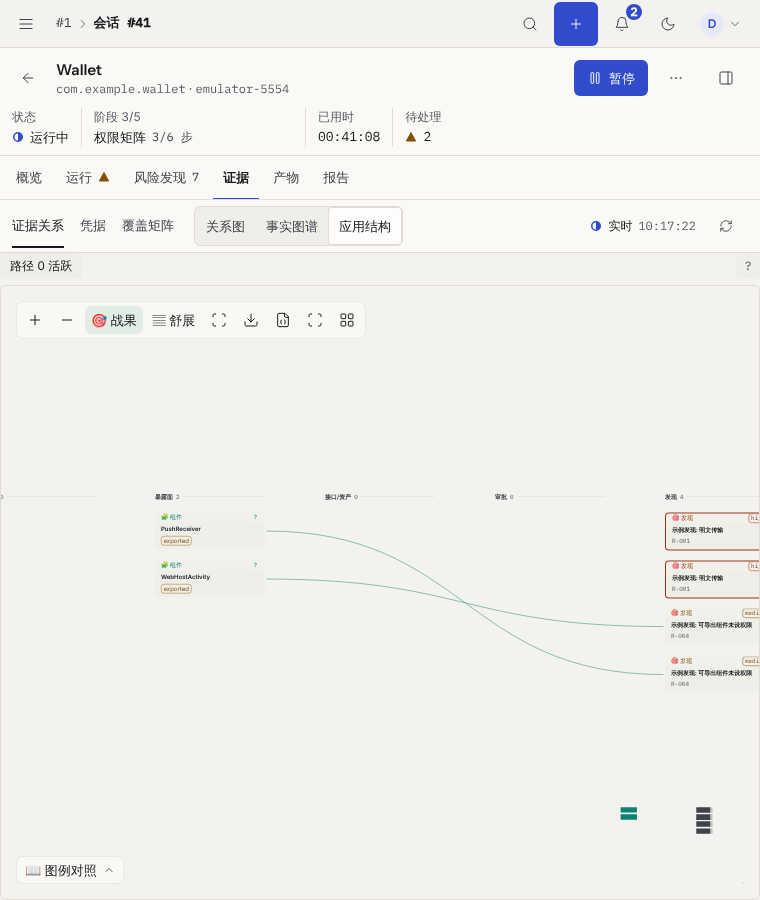 #1 会话 #41
2
D
Wallet
com.example.wallet·emulator-5554
暂停
状态
运行中
阶段 3/5
权限矩阵 3/6 步
已用时
00:41:08
待处理
2
概览 运行 风险发现 7 证据 产物 报告
证据关系 凭据 覆盖矩阵 关系图 事实图谱 应用结构 实时 10:17:22
路径 0 活跃 ?
战果 舒展
暴露面 2 接口/资产 0 审批 0 发现 4
组件 ?
PushReceiver
exported
组件 ?
WebHostActivity
exported
发现
示例发现: 明文传输
R-001
发现
示例发现: 明文传输
R-001
发现 medi
示例发现: 可导出组件未设权限
R-004
发现 medi
示例发现: 可导出组件未设权限
R-004
图例对照